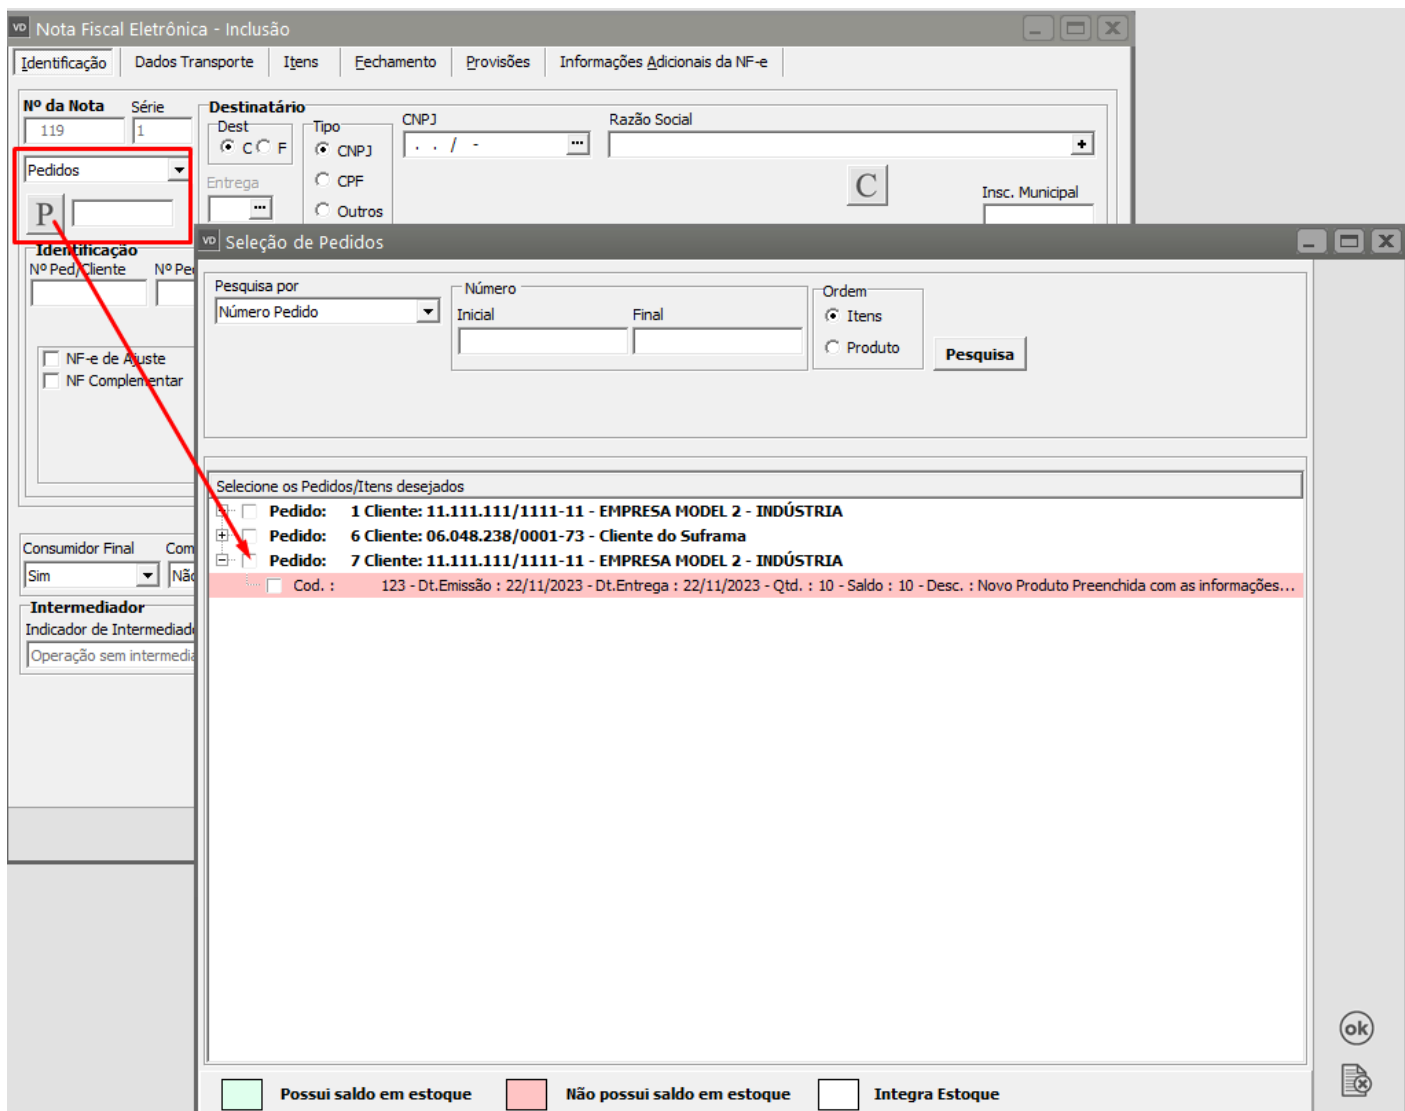 VD Nota Fiscal Eletrônica - Inclusão
Identificação Dados Transporte Itens Fechamento Provisões Informações Adicionais da NF-e
Nº da Nota Série Destinatário
Dest Tipo CNPJ Razão Social
119 1 C F CNPJ . . / - ... +
Pedidos Entrega CPF C Insc. Municipal
P ... Outros
Identificação
Nº Ped/Cliente Nº Pe
NF-e de Ajuste
NF Complementar
Consumidor Final Com
Sim Não
Intermediador
Indicador de Intermediad
Operação sem intermedia
VD Seleção de Pedidos
Pesquisa por Número Ordem
Número Pedido Inicial Final Itens
Produto Pesquisa
Selecione os Pedidos/Itens desejados
Pedido: 1 Cliente: 11.111.111/1111-11 - EMPRESA MODEL 2 - INDÚSTRIA
Pedido: 6 Cliente: 06.048.238/0001-73 - Cliente do Suframa
Pedido: 7 Cliente: 11.111.111/1111-11 - EMPRESA MODEL 2 - INDÚSTRIA
Cod. : 123 - Dt.Emissão : 22/11/2023 - Dt.Entrega : 22/11/2023 - Qtd. : 10 - Saldo : 10 - Desc. : Novo Produto Preenchida com as informações...
ok
Possui saldo em estoque Não possui saldo em estoque Integra Estoque